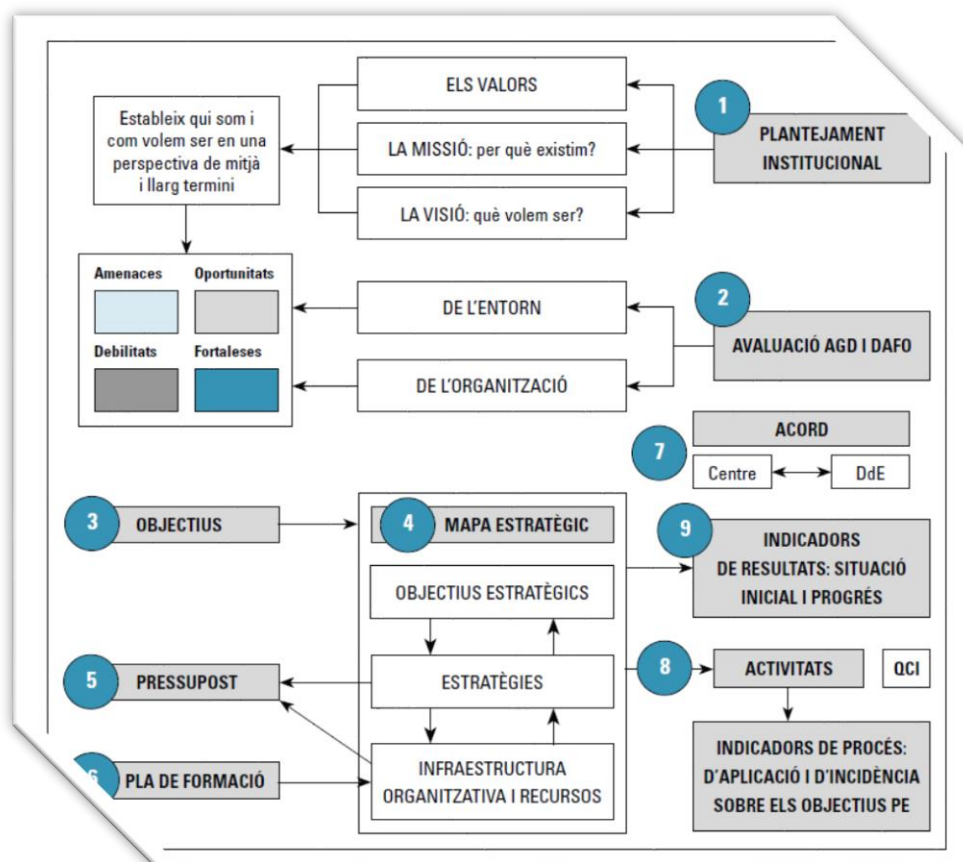 1
PLANTEJAMENT
INSTITUCIONAL
ELS VALORS
LA MISSIÓ: per què existim?
LA VISIÓ: què volem ser?
Estableix qui som i
com volem ser en una
perspectiva de mitjà
i llarg termini
Amenaces
Oportunitats
Debilitats
Fortaleses
2
AVALUACIÓ AGD I DAFO
DE L'ENTORN
DE L'ORGANITZACIÓ
7
ACORD
Centre
DdE
3
OBJECTIUS
4
MAPA ESTRATÈGIC
OBJECTIUS ESTRATÈGICS
ESTRATÈGIES
INFRAESTRUCTURA
ORGANITZATIVA I RECURSOS
9
INDICADORS
DE RESULTATS: SITUACIÓ
INICIAL I PROGRÉS
5
PRESSUPOST
8
ACTIVITATS
QCI
6
PLA DE FORMACIÓ
INDICADORS DE PROCÉS:
D'APLICACIÓ I D'INCIDÈNCIA
SOBRE ELS OBJECTIUS PE